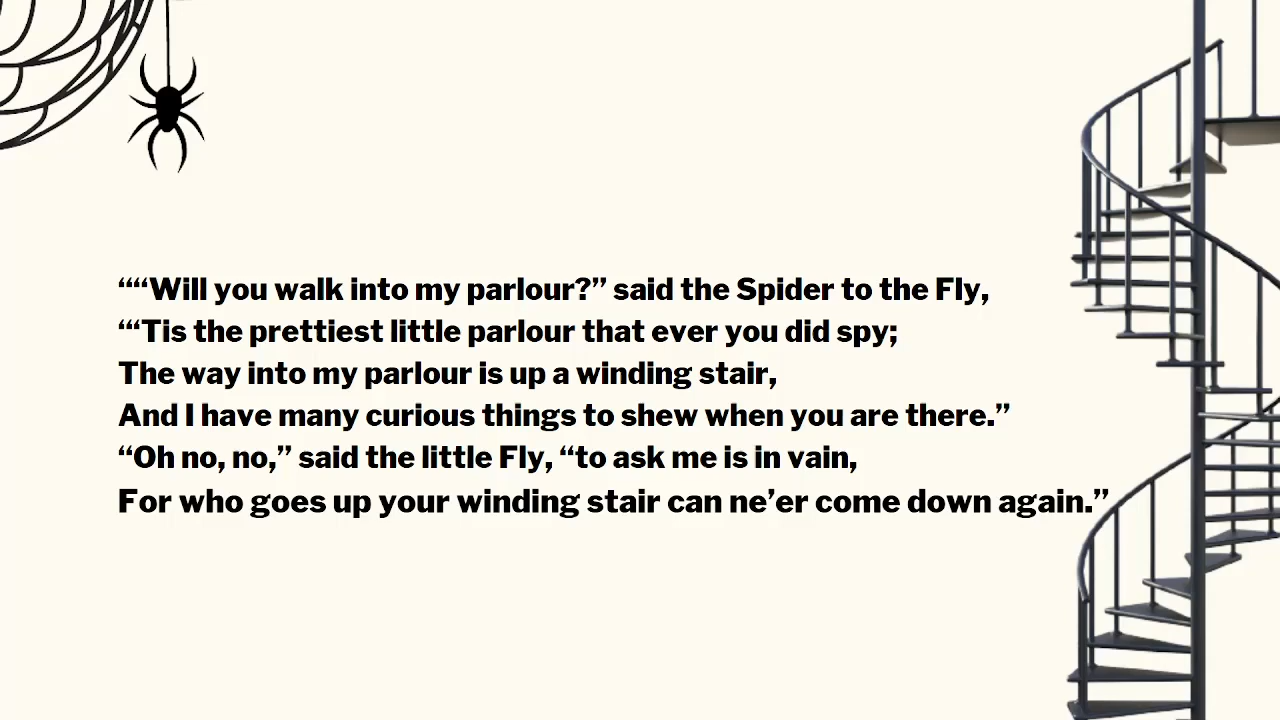 ““Will you walk into my parlour?” said the Spider to the Fly,
“‘Tis the prettiest little parlour that ever you did spy;
The way into my parlour is up a winding stair,
And I have many curious things to shew when you are there.”
“Oh no, no,” said the little Fly, “to ask me is in vain,
For who goes up your winding stair can ne’er come down again.”